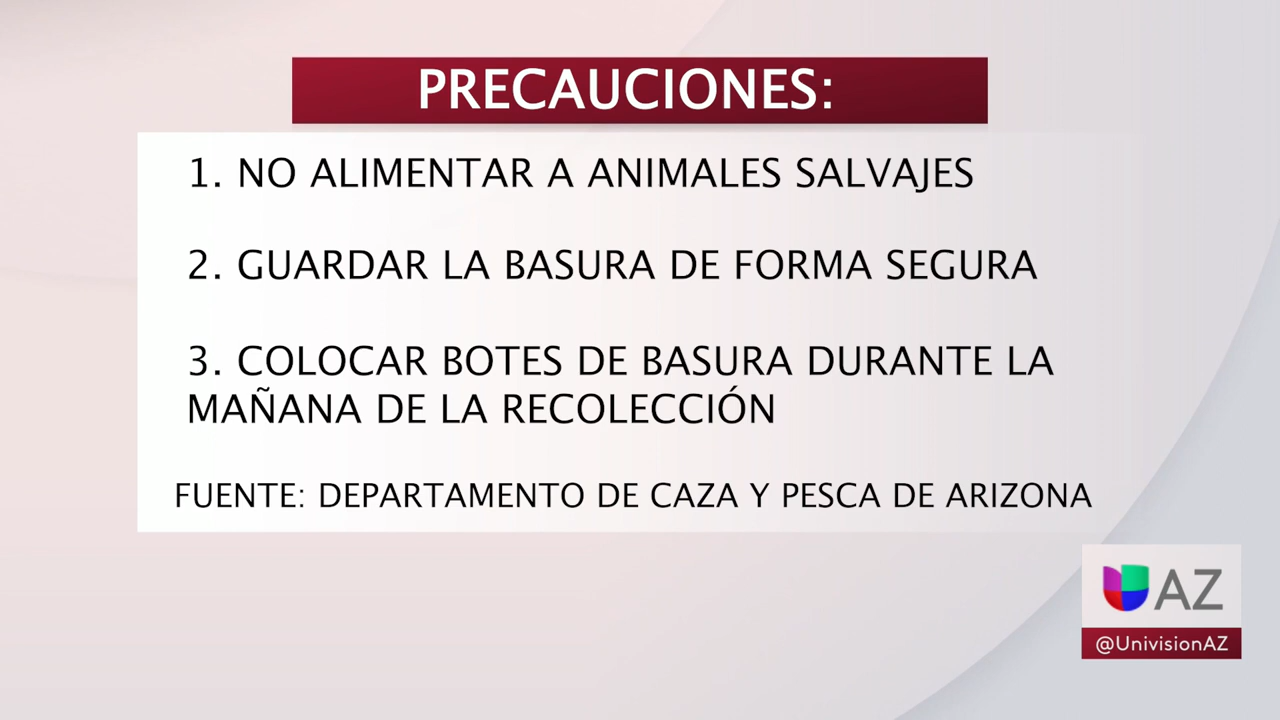 PRECAUCIONES:
1. NO ALIMENTAR A ANIMALES SALVAJES
2. GUARDAR LA BASURA DE FORMA SEGURA
3. COLOCAR BOTES DE BASURA DURANTE LA
MAÑANA DE LA RECOLECCIÓN
FUENTE: DEPARTAMENTO DE CAZA Y PESCA DE ARIZONA
AZ
@UnivisionAZ